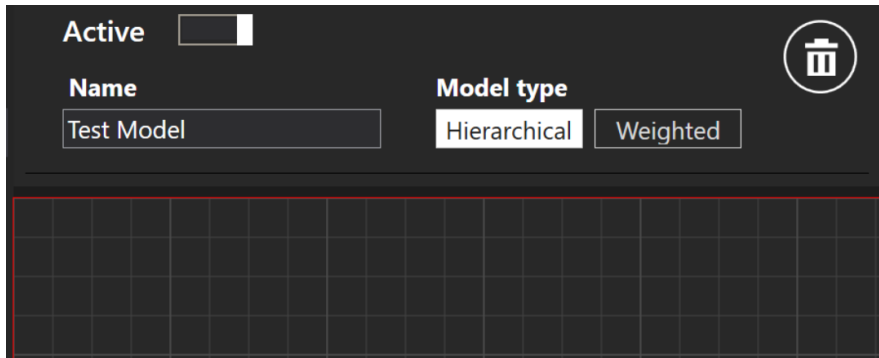 Active
Name
Model type
Test Model
Hierarchical
Weighted